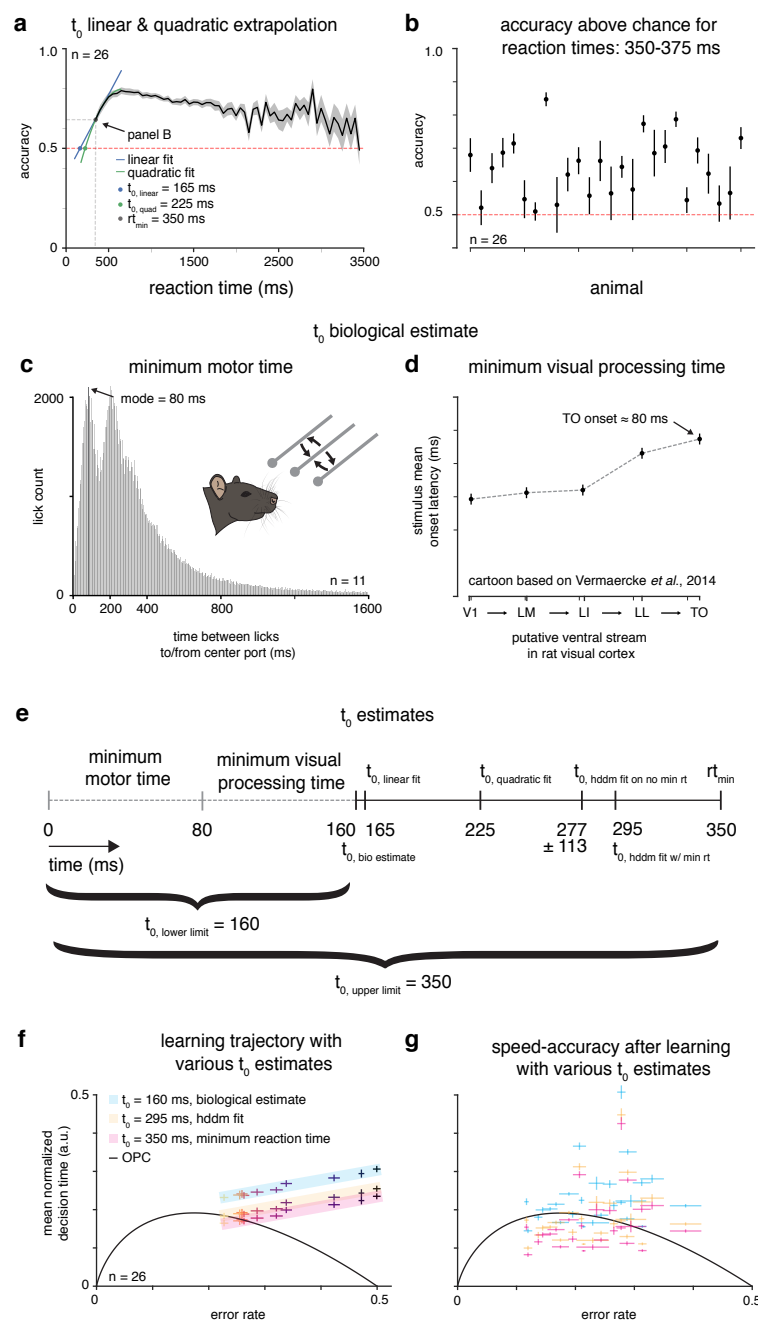 a
t0 linear & quadratic extrapolation
n = 26
1.0
0.5
0
accuracy
panel B
linear fit
quadratic fit
t0, linear = 165 ms
t0, quad = 225 ms
rtmin = 350 ms
0 500 1500 2500 3500
reaction time (ms)
b
accuracy above chance for
reaction times: 350-375 ms
1.0
0.5
accuracy
n = 26
animal
t0 biological estimate
c
minimum motor time
2000
1000
0
lick count
mode = 80 ms
n = 11
0 200 400 800 1600
time between licks
to/from center port (ms)
d
minimum visual processing time
TO onset ≈ 80 ms
stimulus mean
onset latency (ms)
cartoon based on Vermaercke et al., 2014
V1 → LM → LI → LL → TO
putative ventral stream
in rat visual cortex
e
t0 estimates
minimum
motor time
minimum visual
processing time
t0, linear fit
t0, quadratic fit
t0, hddm fit on no min rt
rtmin
0 80 160 165 225 277 295 350
± 113
t0, bio estimate
t0, hddm fit w/ min rt
time (ms)
t0, lower limit = 160
t0, upper limit = 350
f
learning trajectory with
various t0 estimates
0.5
0
mean normalized
decision time (a.u.)
t0 = 160 ms, biological estimate
t0 = 295 ms, hddm fit
t0 = 350 ms, minimum reaction time
OPC
n = 26
0 0.5
error rate
g
speed-accuracy after learning
with various t0 estimates
0 0.5
error rate